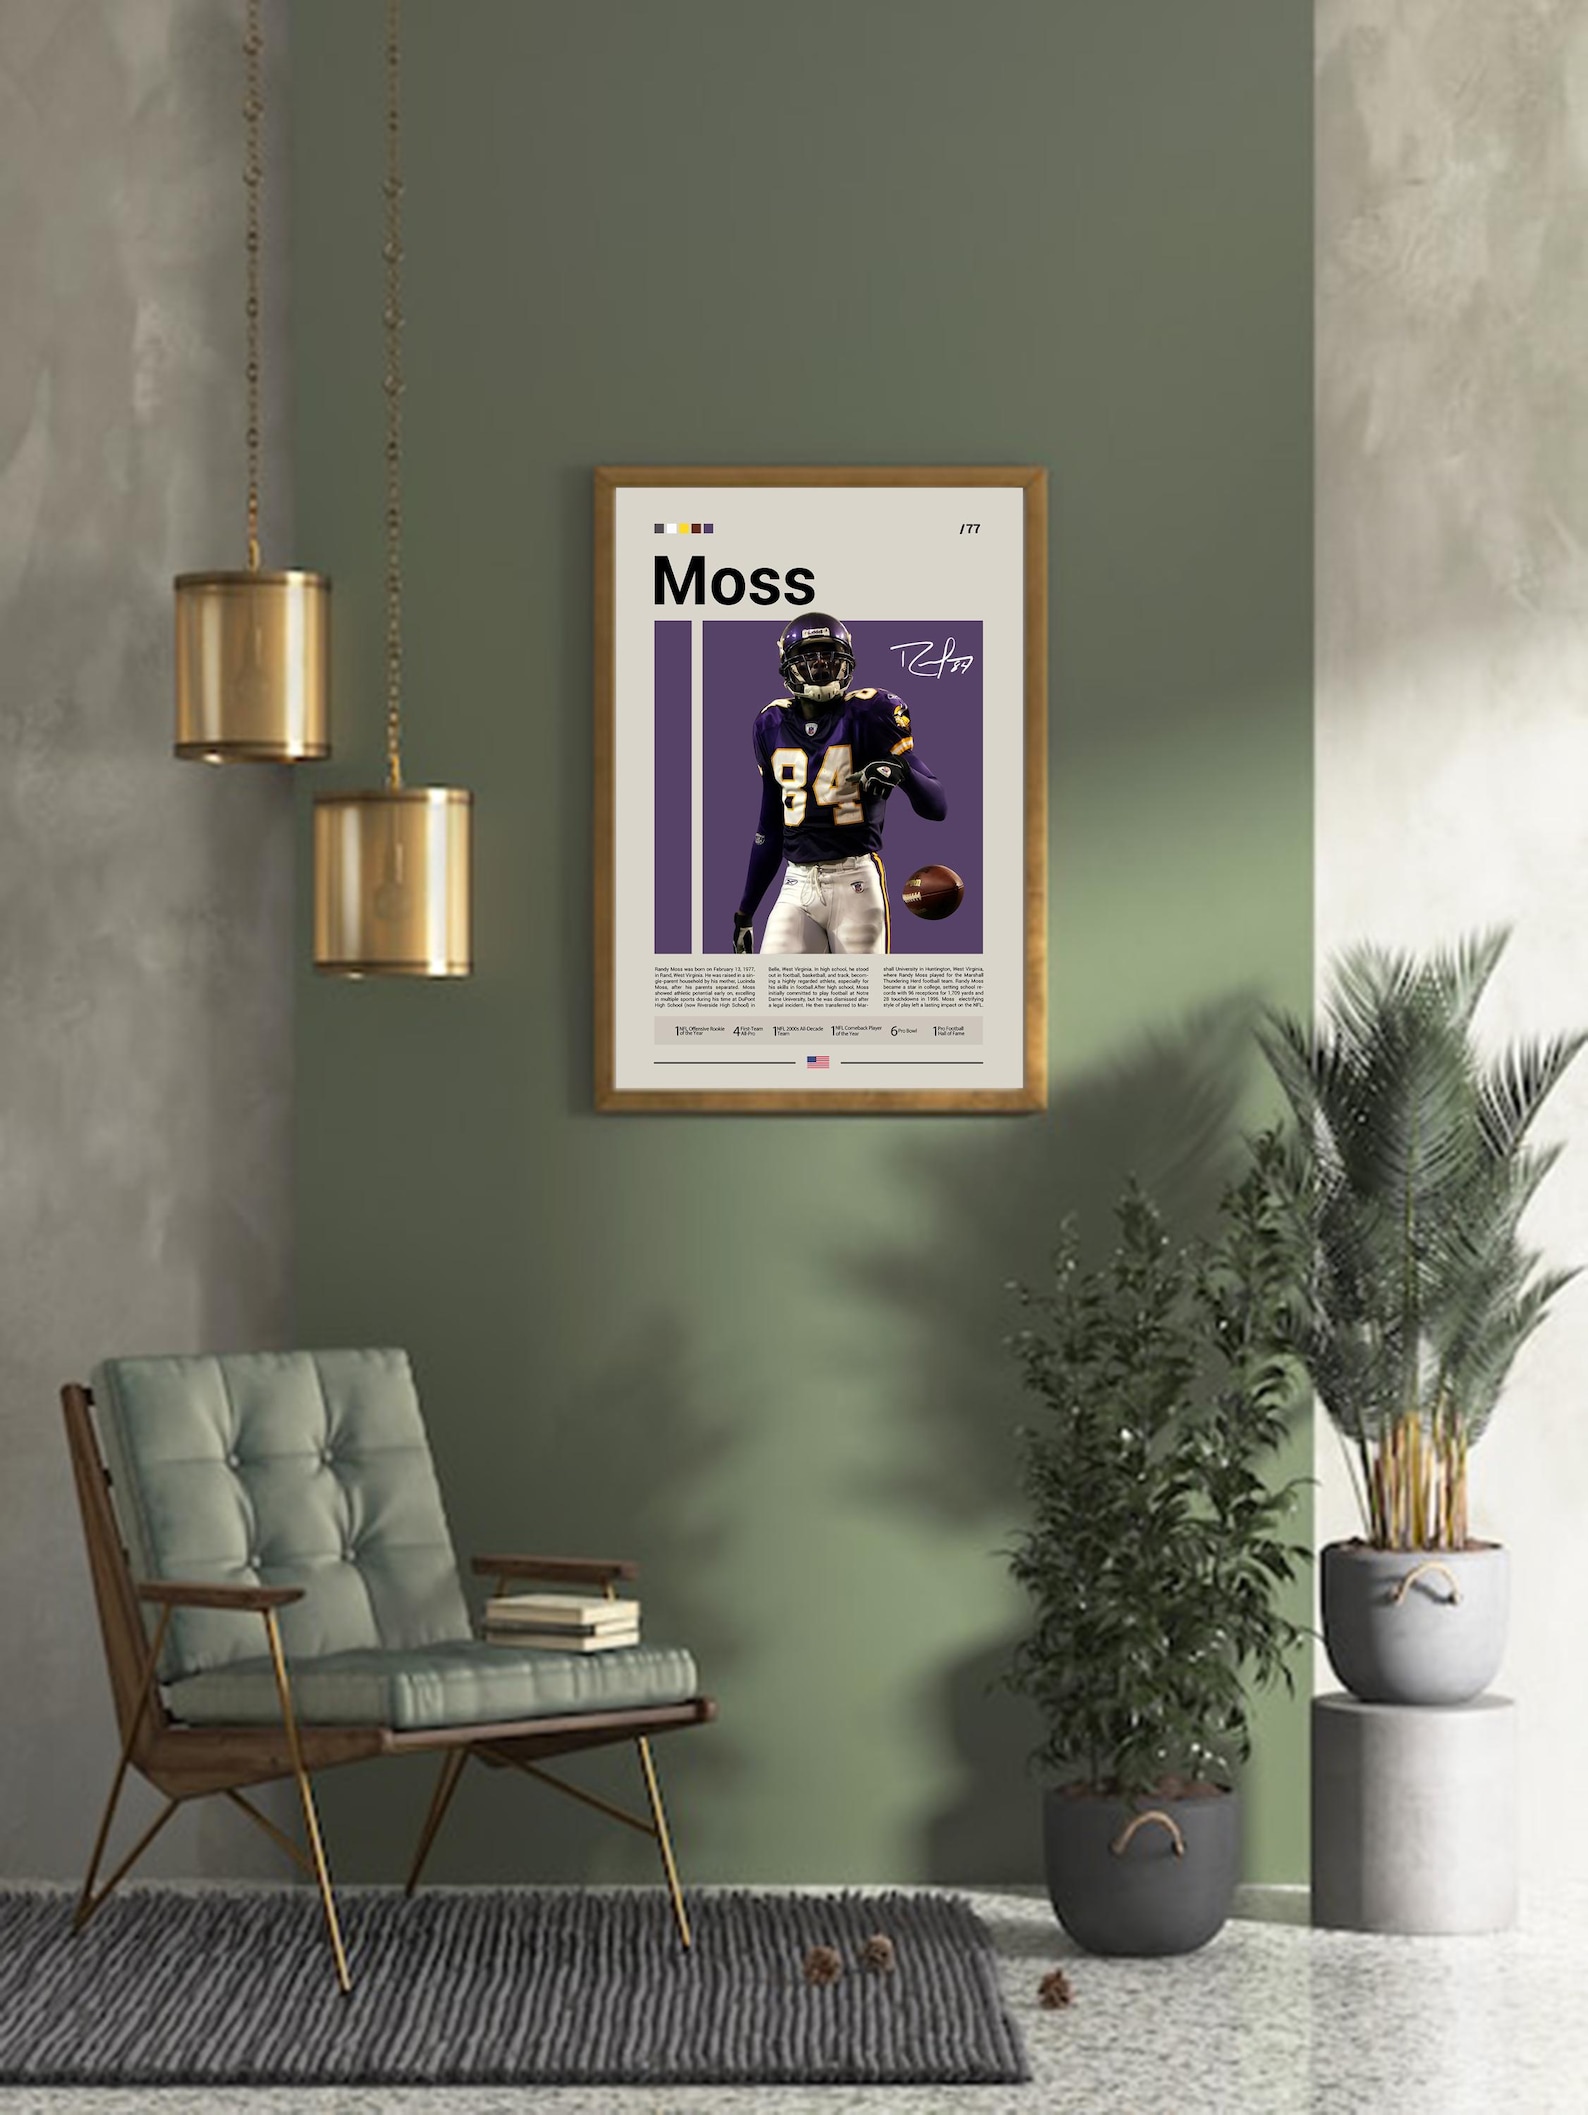 /77
Moss
Riddell
84
84
Randy Moss was born on February 13, 1977,
in Rand, West Virginia. He was raised in a sin-
gle-parent household by his mother, Lucinda
Moss, after his parents separated. Moss
showed athletic potential early on, excelling
in multiple sports during his time at DuPont
High School (now Riverside High School) in
Belle, West Virginia. In high school, he stood
out in football, basketball, and track, becom-
ing a highly regarded athlete, especially for
his skills in football.After high school, Moss
initially committed to play football at Notre
Dame University, but he was dismissed after
a legal incident. He then transferred to Mar-
shall University in Huntington, West Virginia,
where Randy Moss played for the Marshall
Thundering Herd football team. Randy Moss
became a star in college, setting school re-
cords with 96 receptions for 1,709 yards and
28 touchdowns in 1996. Moss electrifying
style of play left a lasting impact on the NFL.
1 NFL Offensive Rookie
of the Year
4 First-Team
All-Pro
1 NFL 2000s All-Decade
Team
1 NFL Comeback Player
of the Year
6 Pro Bowl
1 Pro Football
Hall of Fame